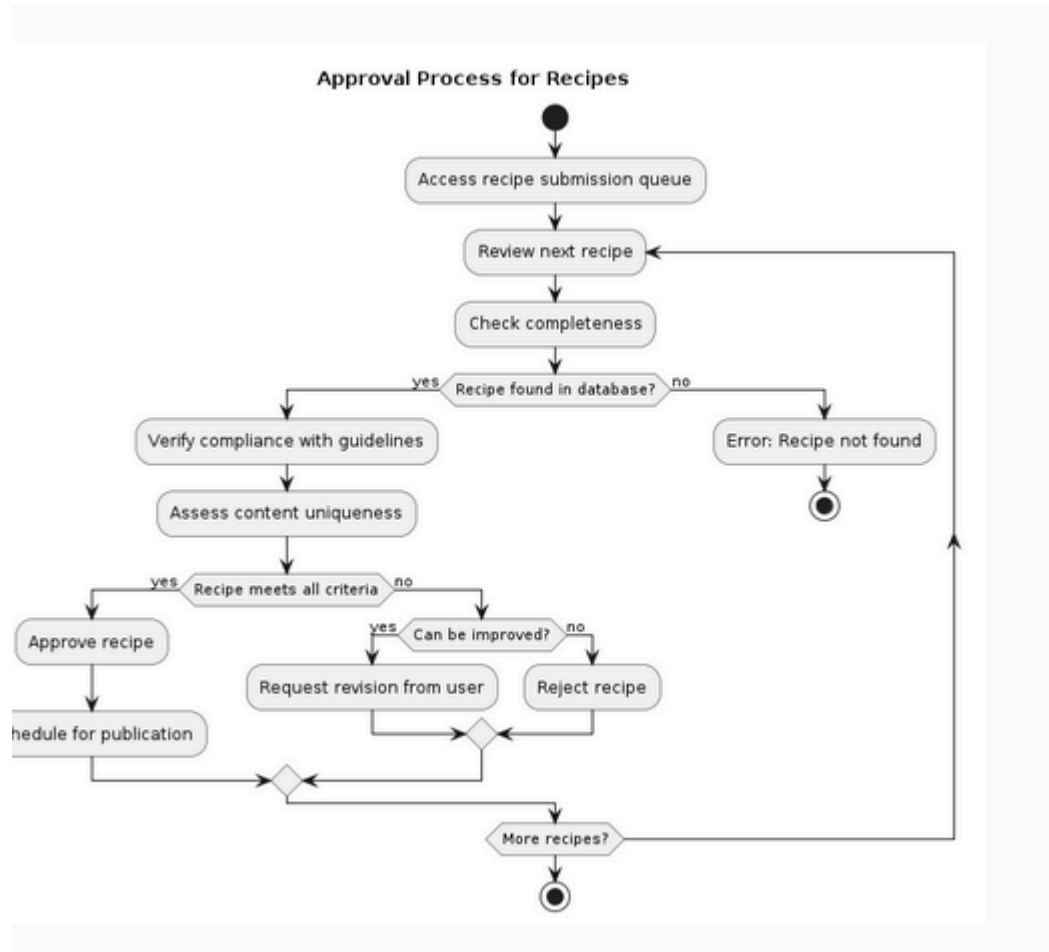 Approval Process for Recipes
Access recipe submission queue
Review next recipe
Check completeness
yes
Recipe found in database?
no
Verify compliance with guidelines
Error: Recipe not found
Assess content uniqueness
yes
Recipe meets all criteria
no
Approve recipe
yes
Can be improved?
no
Request revision from user
Reject recipe
hedule for publication
More recipes?